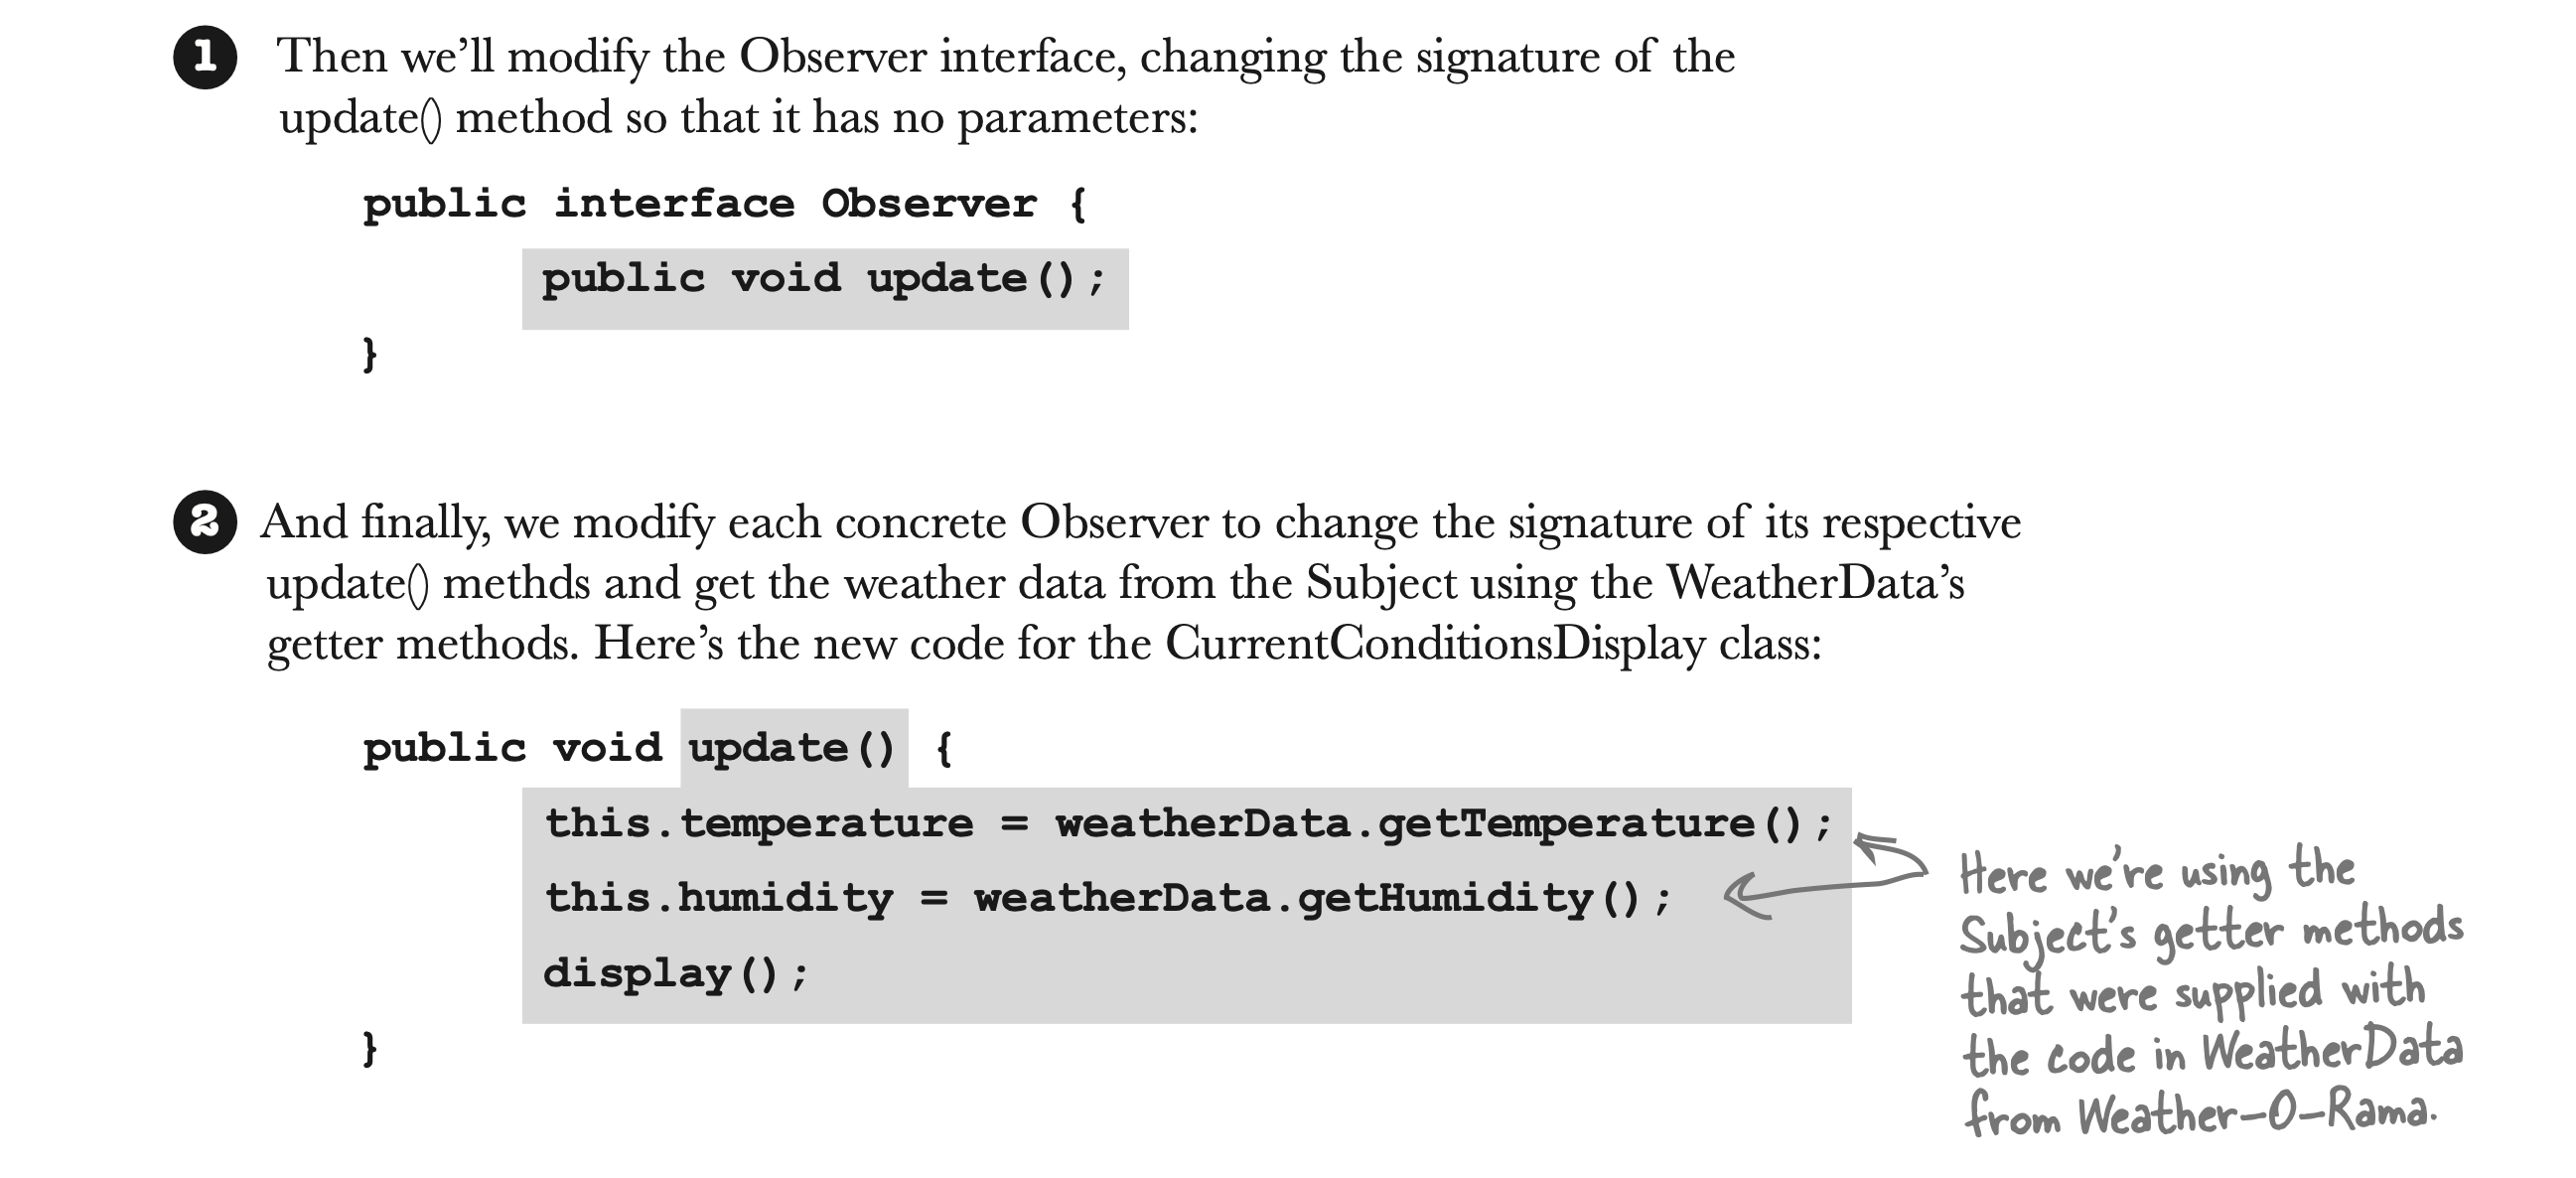 1 Then we’ll modify the Observer interface, changing the signature of the
update() method so that it has no parameters:
public interface Observer {
public void update();
}
2 And finally, we modify each concrete Observer to change the signature of its respective
update() methds and get the weather data from the Subject using the WeatherData’s
getter methods. Here’s the new code for the CurrentConditionsDisplay class:
public void update() {
this.temperature = weatherData.getTemperature();
this.humidity = weatherData.getHumidity();
display();
}
Here we’re using the
Subject’s getter methods
that were supplied with
the code in WeatherData
from Weather-O-Rama.